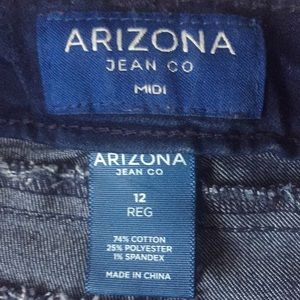 ARIZONA
JEAN CO
MIDI
ARIZONA
JEAN CO
12
REG
74% COTTON
25% POLYESTER
1% SPANDEX
MADE IN CHINA